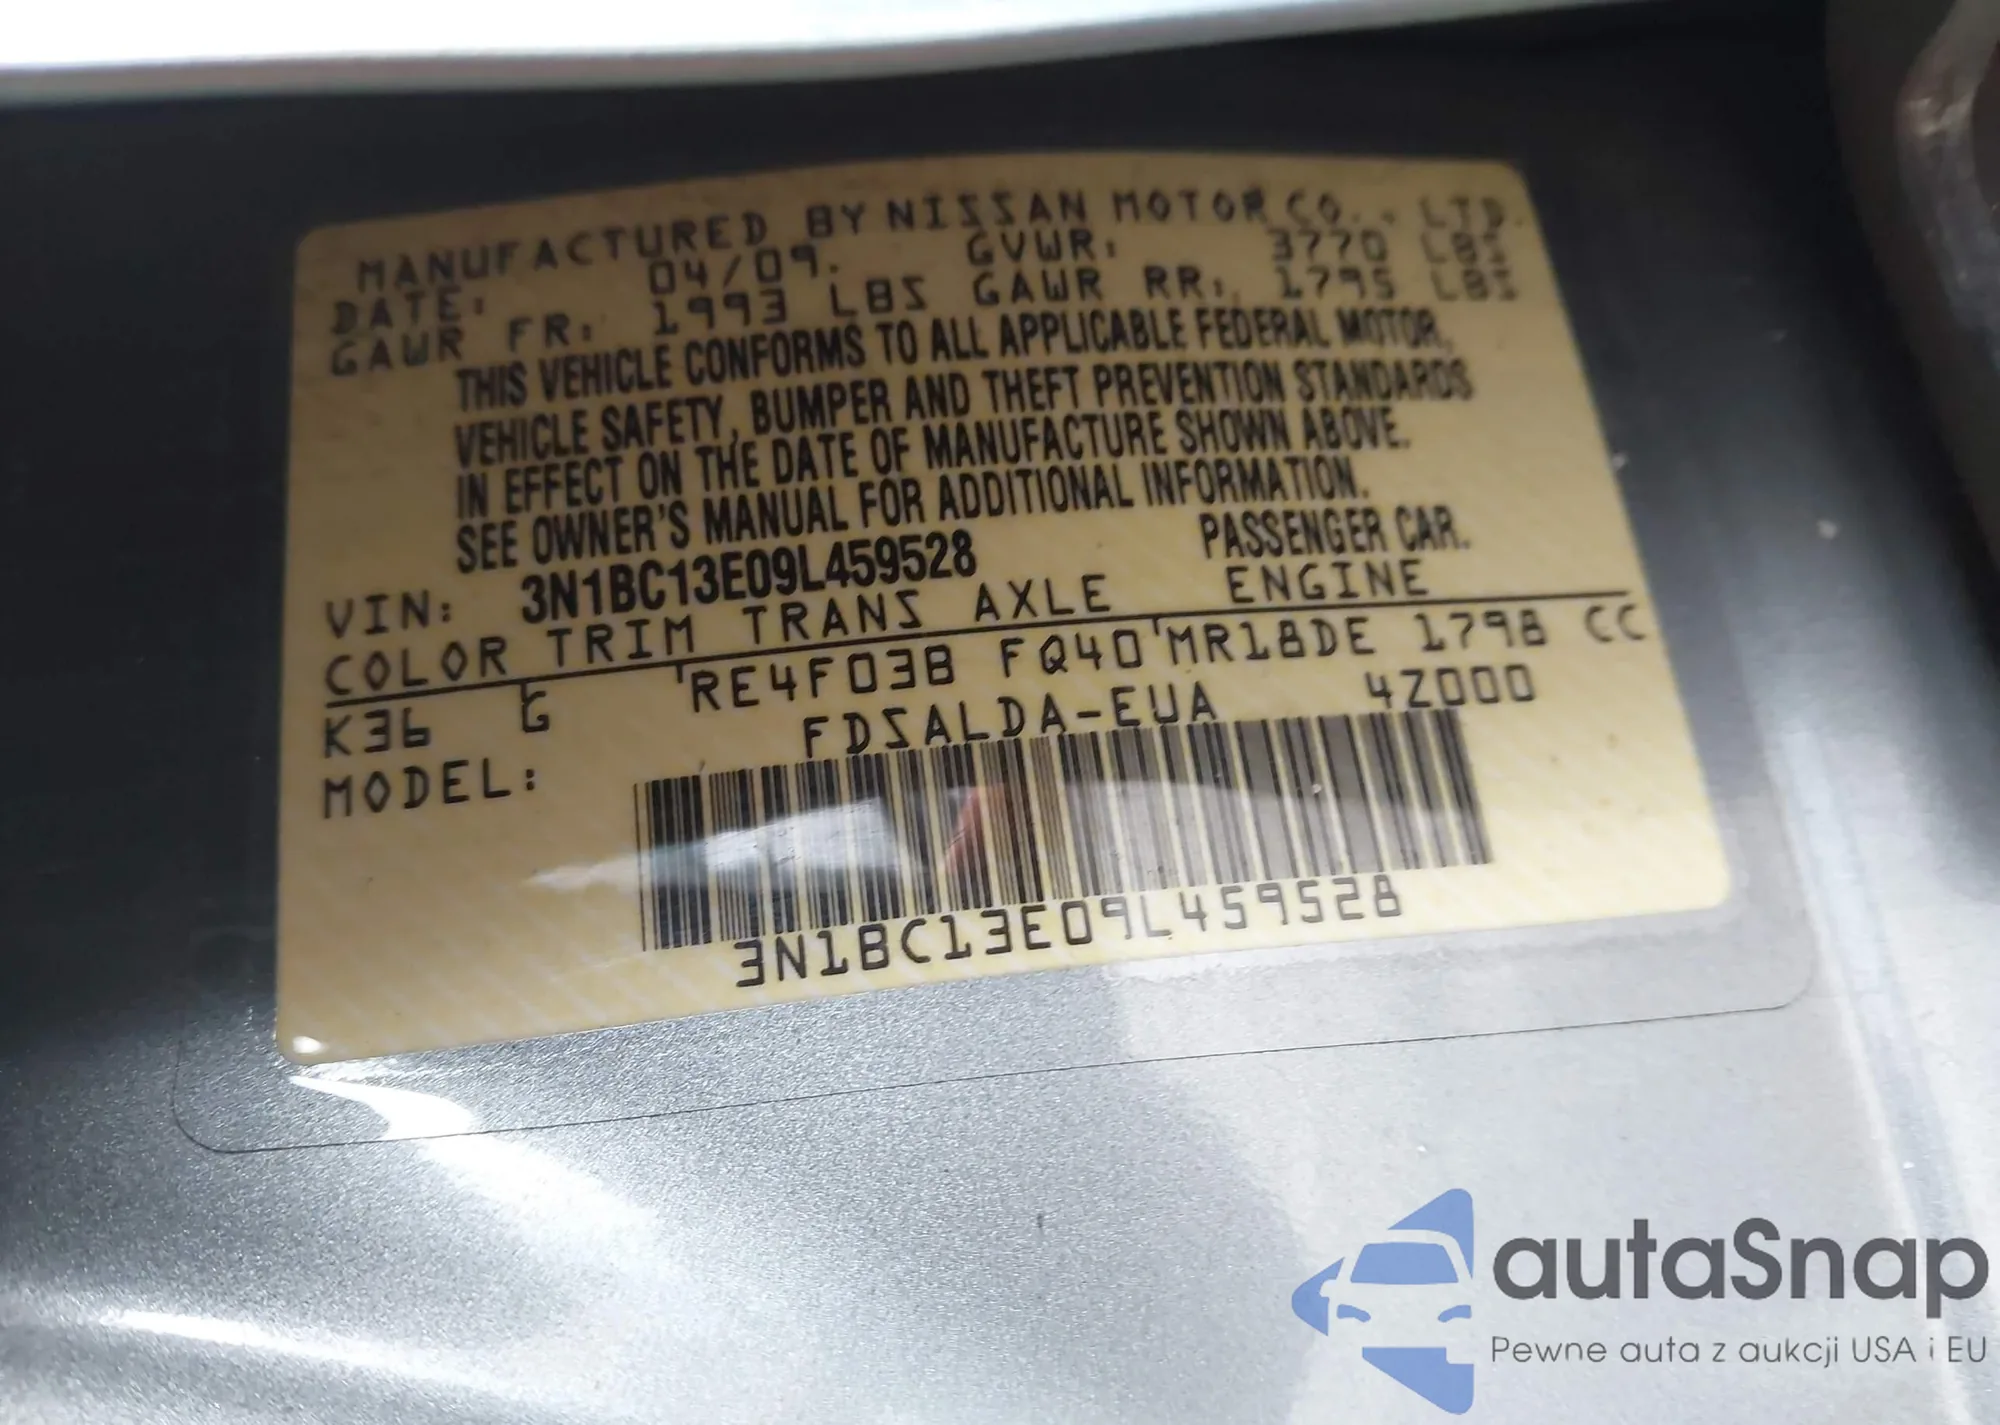 MANUFACTURED BY NISSAN MOTOR CO., LTD.
DATE: 04/09. GVWR: 3770 LBS
GAWR FR: 1993 LBS GAWR RR: 1795 LBS
THIS VEHICLE CONFORMS TO ALL APPLICABLE FEDERAL MOTOR,
VEHICLE SAFETY, BUMPER AND THEFT PREVENTION STANDARDS
IN EFFECT ON THE DATE OF MANUFACTURE SHOWN ABOVE.
SEE OWNER'S MANUAL FOR ADDITIONAL INFORMATION.
VIN: 3N1BC13E09L459528 PASSENGER CAR.
COLOR TRIM TRANS AXLE ENGINE
K36 G RE4F03B FQ40 MR18DE 1798 CC
MODEL: FDSALDA-EUA 4Z000
3N1BC13E09L459528
autaSnap
Pewne auta z aukcji USA i EU